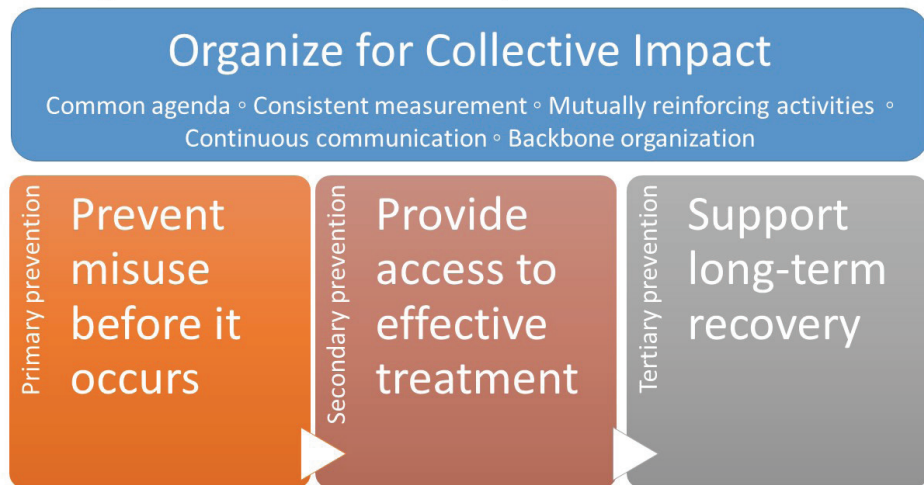 Organize for Collective Impact
Common agenda ◦ Consistent measurement ◦ Mutually reinforcing activities ◦
Continuous communication ◦ Backbone organization
Primary prevention
Prevent
misuse
before it
occurs
Secondary prevention
Provide
access to
effective
treatment
Tertiary prevention
Support
long-term
recovery